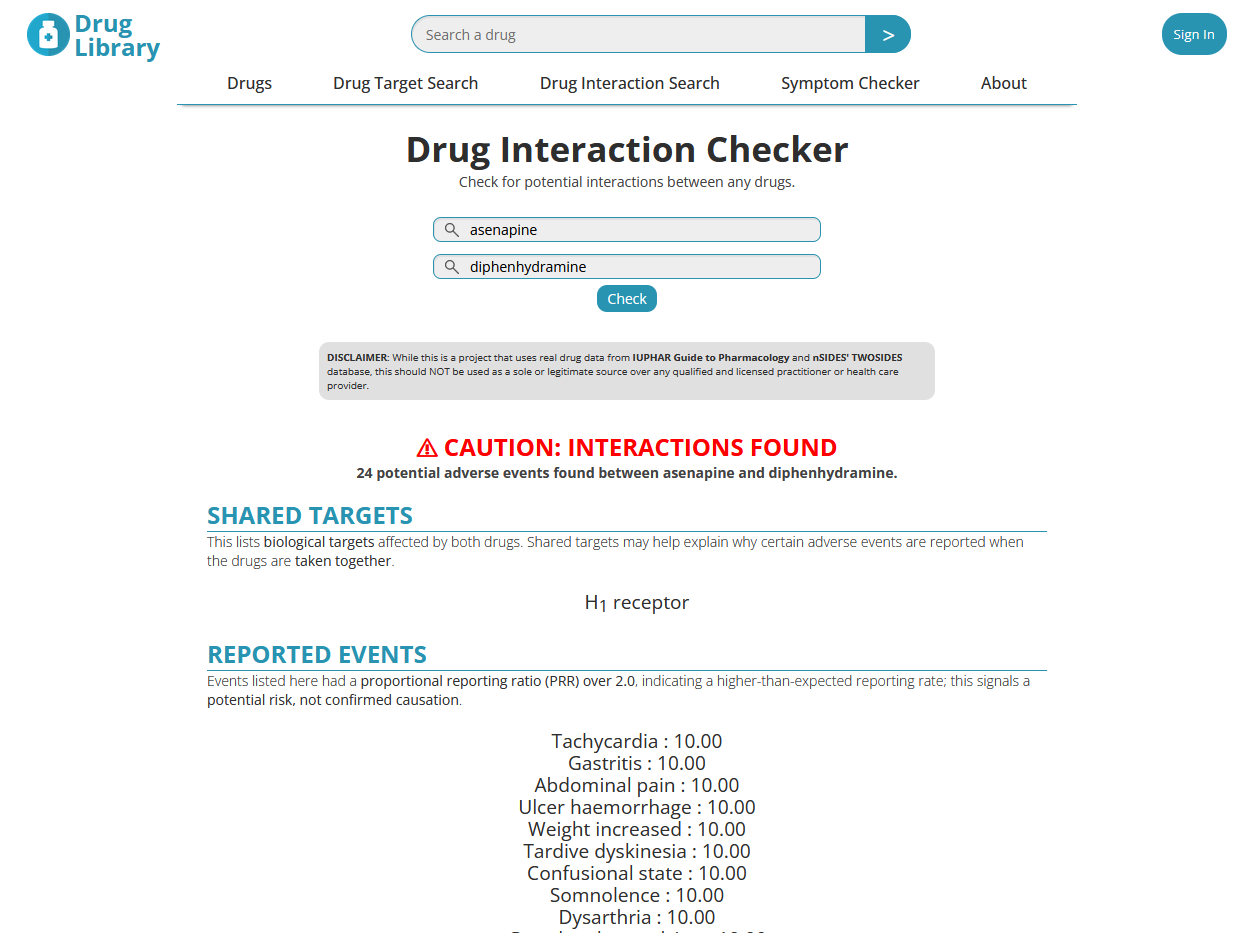 Drug
Library
Search a drug
>
Sign In
Drugs
Drug Target Search
Drug Interaction Search
Symptom Checker
About
Drug Interaction Checker
Check for potential interactions between any drugs.
asenapine
diphenhydramine
Check
DISCLAIMER: While this is a project that uses real drug data from IUPHAR Guide to Pharmacology and nSIDES' TWOSIDES
database, this should NOT be used as a sole or legitimate source over any qualified and licensed practitioner or health care
provider.
⚠ CAUTION: INTERACTIONS FOUND
24 potential adverse events found between asenapine and diphenhydramine.
SHARED TARGETS
This lists biological targets affected by both drugs. Shared targets may help explain why certain adverse events are reported when
the drugs are taken together.
H₁ receptor
REPORTED EVENTS
Events listed here had a proportional reporting ratio (PRR) over 2.0, indicating a higher-than-expected reporting rate; this signals a
potential risk, not confirmed causation.
Tachycardia : 10.00
Gastritis : 10.00
Abdominal pain : 10.00
Ulcer haemorrhage : 10.00
Weight increased : 10.00
Tardive dyskinesia : 10.00
Confusional state : 10.00
Somnolence : 10.00
Dysarthria : 10.00